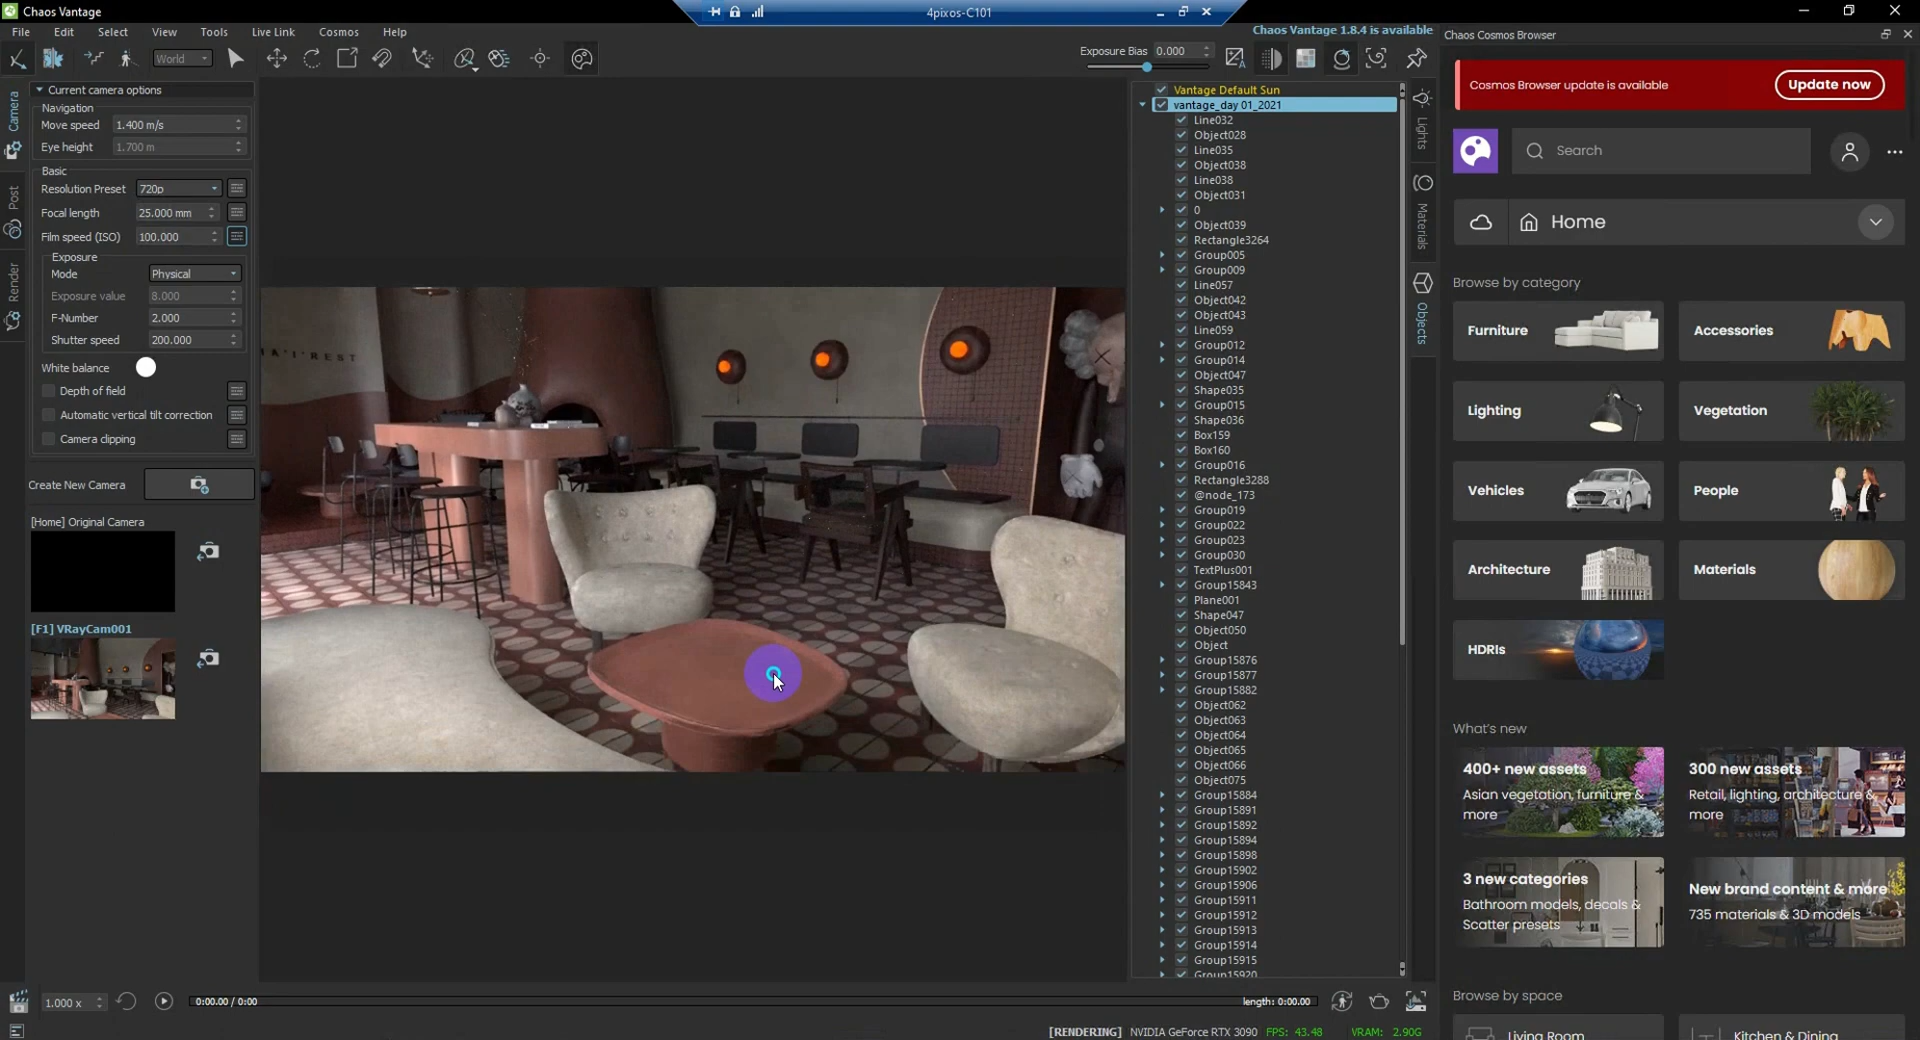 Chaos Vantage
4pixos-C101
File Edit Select View Tools Live Link Cosmos Help
Chaos Vantage 1.8.4 is available
World
Exposure Bias 0.000
Camera
Post
Render
Current camera options
Navigation
Move speed 1.400 m/s
Eye height 1.700 m
Basic
Resolution Preset 720p
Focal length 25.000 mm
Film speed (ISO) 100.000
Exposure
Mode Physical
Exposure value 8.000
F-Number 2.000
Shutter speed 200.000
White balance
Depth of field
Automatic vertical tilt correction
Camera clipping
Create New Camera
[Home] Original Camera
[F1] VRayCam001
Vantage Default Sun
vantage_day 01_2021
Line032
Object028
Line035
Object038
Line038
Object031
0
Object039
Rectangle3264
Group005
Group009
Line057
Object042
Object043
Line059
Group012
Group014
Object047
Shape035
Group015
Shape036
Box159
Box160
Group016
Rectangle3288
@node_173
Group019
Group022
Group023
Group030
TextPlus001
Group15843
Plane001
Shape047
Object050
Object
Group15876
Group15877
Group15882
Object062
Object063
Object064
Object065
Object066
Object075
Group15884
Group15891
Group15892
Group15894
Group15898
Group15902
Group15906
Group15911
Group15912
Group15913
Group15914
Group15915
Group15920
Lights
Materials
Objects
Chaos Cosmos Browser
Cosmos Browser update is available
Update now
Search
Home
Browse by category
Furniture
Accessories
Lighting
Vegetation
Vehicles
People
Architecture
Materials
HDRIs
What's new
400+ new assets
Asian vegetation, furniture &
more
300 new assets
Retail, lighting, architecture &
more
3 new categories
Bathroom models, decals &
Scatter presets
New brand content & more
735 materials & 3D models
Browse by space
Living Room
Kitchen & Dining
1.000 x
0:00.00 / 0:00
length: 0:00.00
[RENDERING] NVIDIA GeForce RTX 3090 FPS: 43.48 VRAM: 2.90G